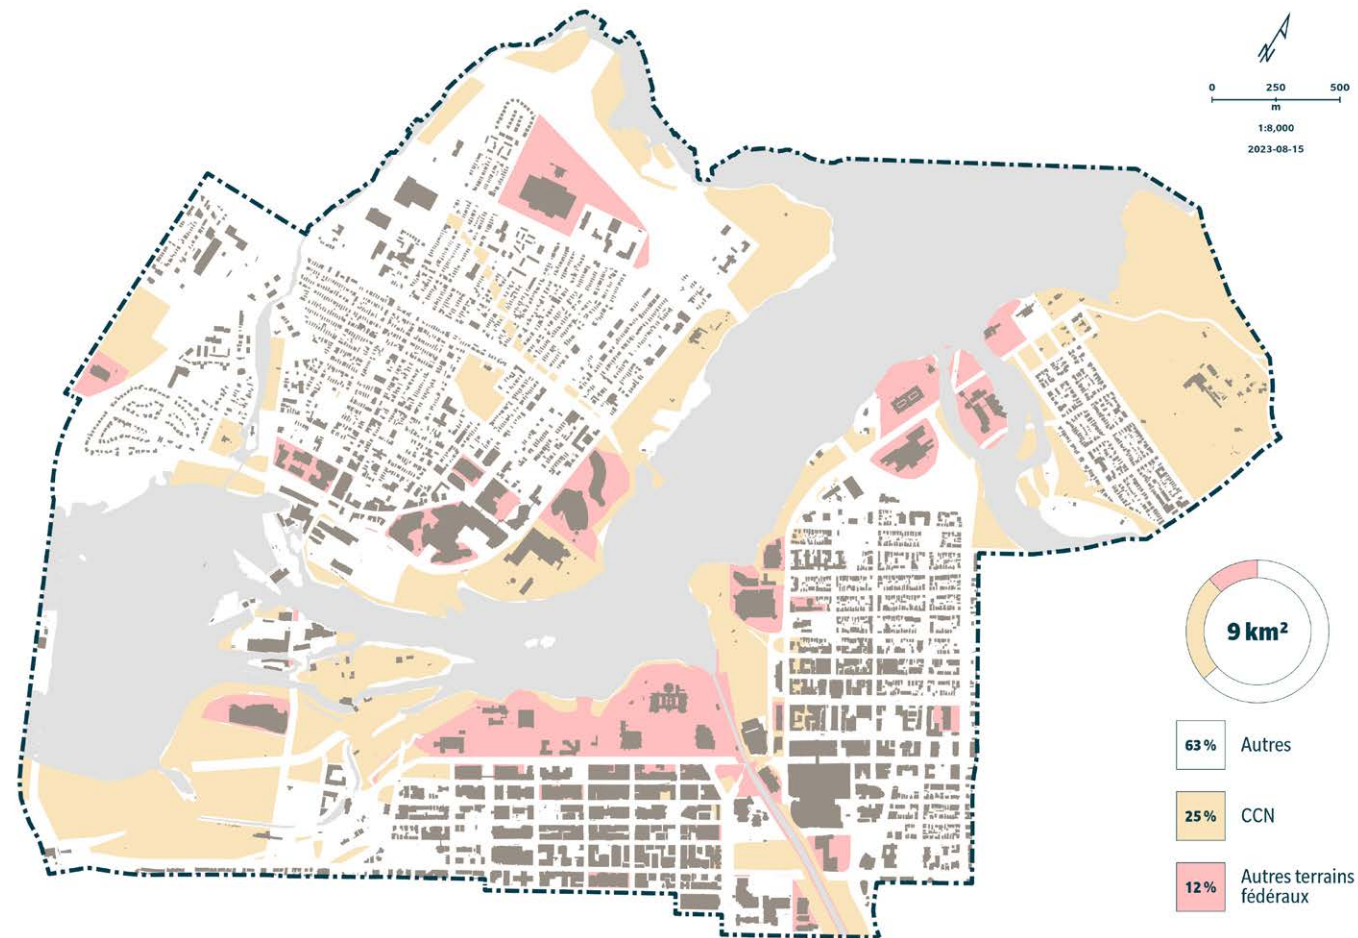 N
0 250 500
m
1:8,000
2023-08-15
9 km²
63 % Autres
25 % CCN
12 % Autres terrains
fédéraux